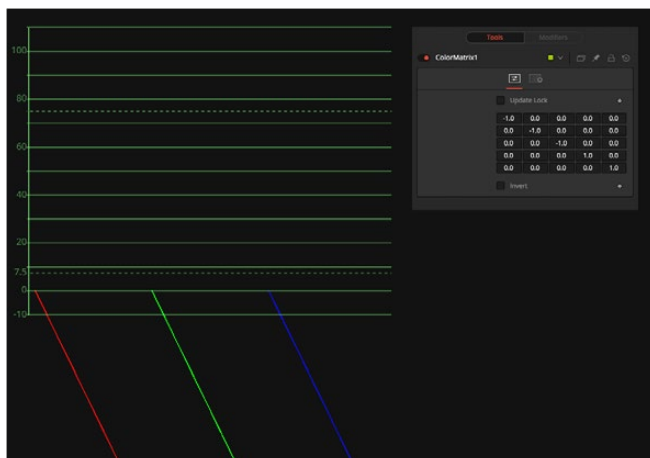 100
80
60
40
20
7.5
0
-10
Tools Modifiers
ColorMatrix1
Update Lock
-1.0 0.0 0.0 0.0 0.0
0.0 -1.0 0.0 0.0 0.0
0.0 0.0 -1.0 0.0 0.0
0.0 0.0 0.0 1.0 0.0
0.0 0.0 0.0 0.0 1.0
Invert